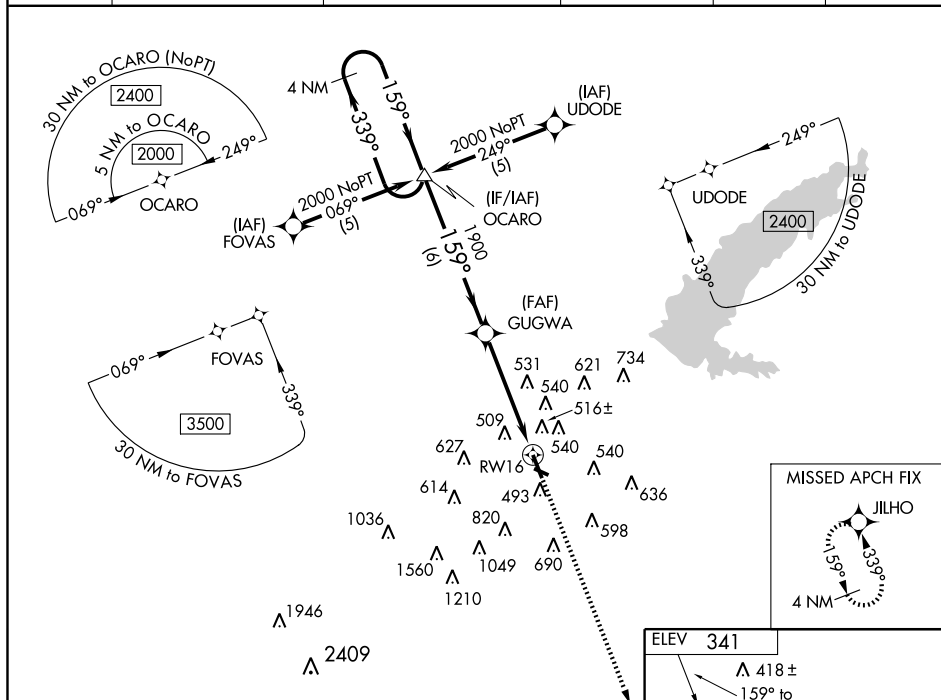 30 NM to OCARO (NoPT)
2400
5 NM to OCARO
2000
249°
069°
OCARO
4 NM
159°
339°
(IAF)
UDODE
2000 NoPT
249°
(5)
2000 NoPT
069°
(5)
(IAF)
FOVAS
(IF/IAF)
OCARO
1900
159°
(6)
249°
UDODE
2400
339°
30 NM to UDODE
(FAF)
GUGWA
069°
FOVAS
339°
3500
30 NM to FOVAS
531
621
734
540
516±
509
540
627
RW16
540
614
493
636
1036
820
598
1560
1049
690
1210
1946
2409
MISSED APCH FIX
JILHO
159°
339°
4 NM
ELEV 341
418 ±
159° to